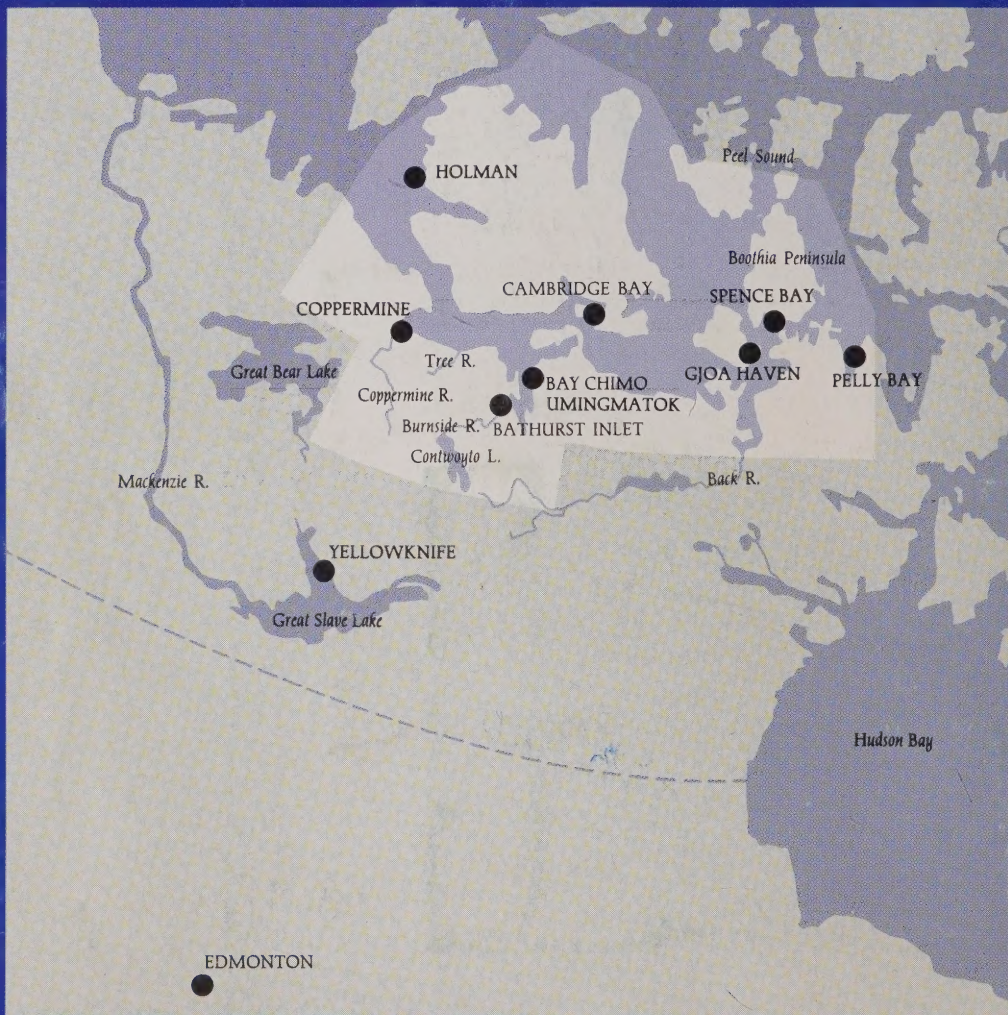 Peel Sound
HOLMAN
Boothia Peninsula
CAMBRIDGE BAY
SPENCE BAY
COPPERMINE
Tree R.
Great Bear Lake
GJOA HAVEN
PELLY BAY
BAY CHIMO
UMINGMATOK
Coppermine R.
Burnside R.
BATHURST INLET
Contwoyto L.
Mackenzie R.
Back R.
YELLOWKNIFE
Great Slave Lake
Hudson Bay
EDMONTON